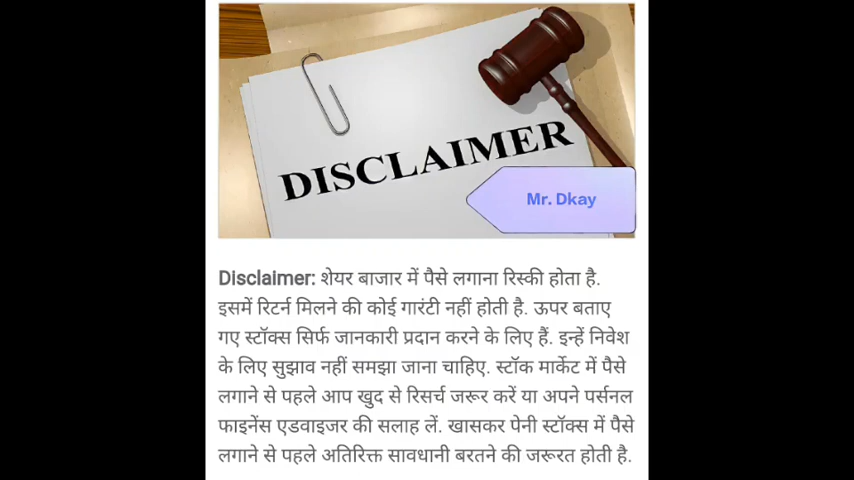 DISCLAIMER
Mr. Dkay
Disclaimer: शेयर बाजार में पैसे लगाना रिस्की होता है.
इसमें रिटर्न मिलने की कोई गारंटी नहीं होती है. ऊपर बताए
गए स्टॉक्स सिर्फ जानकारी प्रदान करने के लिए हैं. इन्हें निवेश
के लिए सुझाव नहीं समझा जाना चाहिए. स्टॉक मार्केट में पैसे
लगाने से पहले आप खुद से रिसर्च जरूर करें या अपने पर्सनल
फाइनेंस एडवाइजर की सलाह लें. खासकर पेनी स्टॉक्स में पैसे
लगाने से पहले अतिरिक्त सावधानी बरतने की जरूरत होती है.